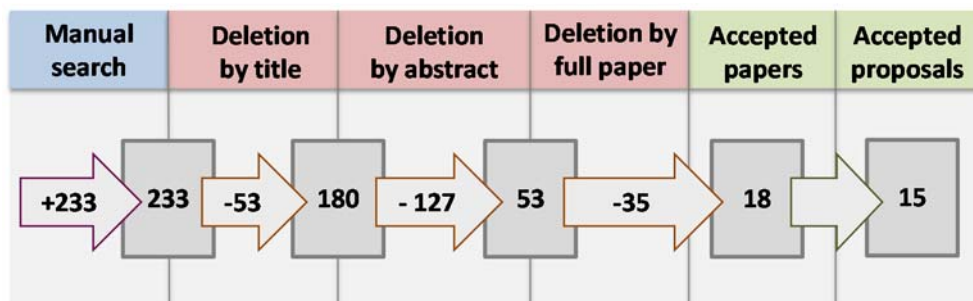 Manual
search
Deletion
by title
Deletion
by abstract
Deletion by
full paper
Accepted
papers
Accepted
proposals
+233
233
-53
180
- 127
53
-35
18
15